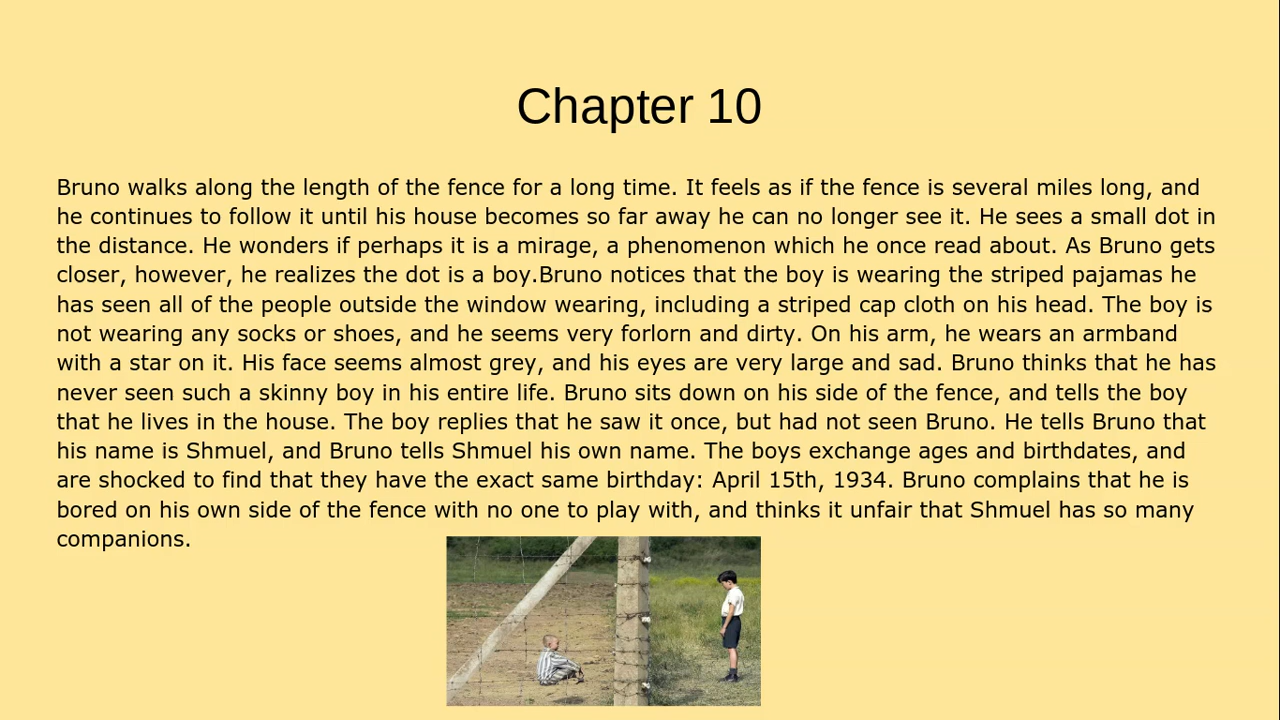 Chapter 10
Bruno walks along the length of the fence for a long time. It feels as if the fence is several miles long, and
he continues to follow it until his house becomes so far away he can no longer see it. He sees a small dot in
the distance. He wonders if perhaps it is a mirage, a phenomenon which he once read about. As Bruno gets
closer, however, he realizes the dot is a boy.Bruno notices that the boy is wearing the striped pajamas he
has seen all of the people outside the window wearing, including a striped cap cloth on his head. The boy is
not wearing any socks or shoes, and he seems very forlorn and dirty. On his arm, he wears an armband
with a star on it. His face seems almost grey, and his eyes are very large and sad. Bruno thinks that he has
never seen such a skinny boy in his entire life. Bruno sits down on his side of the fence, and tells the boy
that he lives in the house. The boy replies that he saw it once, but had not seen Bruno. He tells Bruno that
his name is Shmuel, and Bruno tells Shmuel his own name. The boys exchange ages and birthdates, and
are shocked to find that they have the exact same birthday: April 15th, 1934. Bruno complains that he is
bored on his own side of the fence with no one to play with, and thinks it unfair that Shmuel has so many
companions.